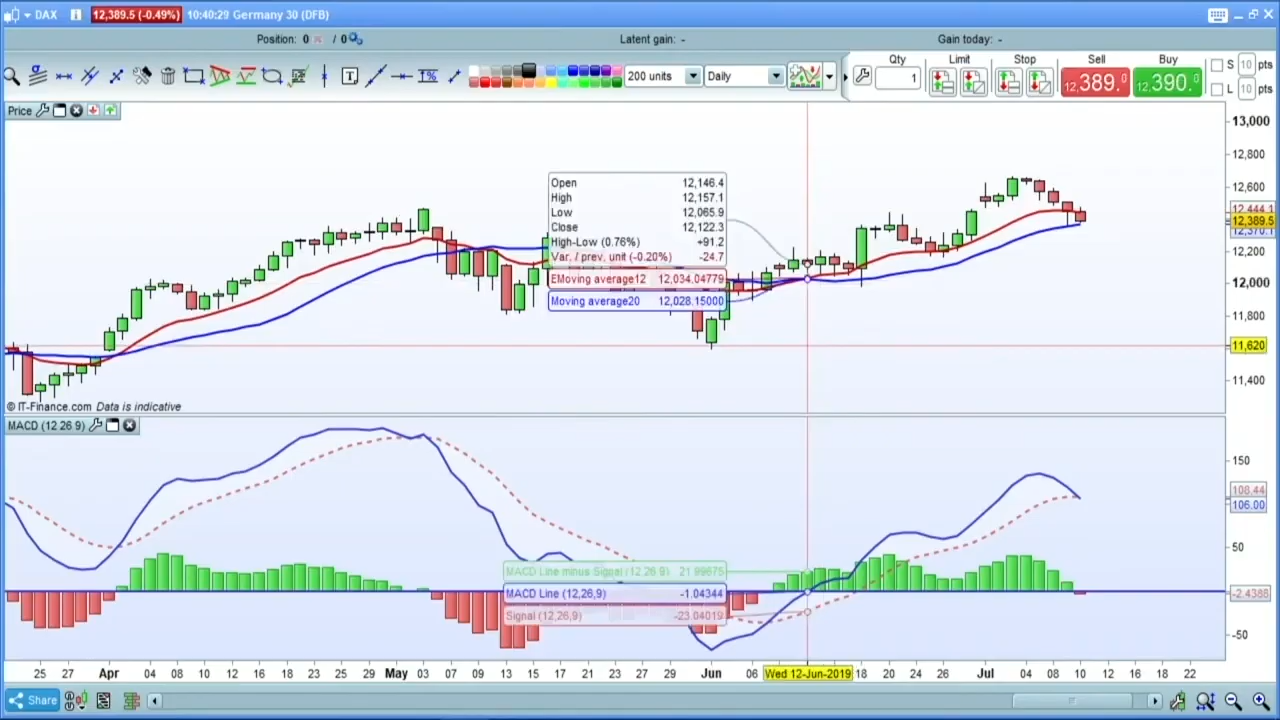 DAX 12,389.5 (-0.49%) 10:40:29 Germany 30 (DFB)
Position: 0 / 0 Latent gain: - Gain today: -
200 units Daily
Qty Limit Stop Sell Buy
1 12,389.0 12,390.0
S 10 pts
L 10 pts
Price
13,000
12,800
12,600
12,444.1
12,389.5
12,370.1
12,200
12,000
11,800
11,620
11,400
Open 12,146.4
High 12,157.1
Low 12,065.9
Close 12,122.3
High-Low (0.76%) +91.2
Var. / prev. unit (-0.20%) -24.7
EMoving average12 12,034.04779
Moving average20 12,028.15000
© IT-Finance.com Data is indicative
MACD (12 26 9)
150
108.44
106.00
50
-2.4388
-50
MACD Line minus Signal (12 26 9) 21.99675
MACD Line (12,26,9) -1.04344
Signal (12,26,9) -23.04019
25 27 Apr 04 08 10 12 16 18 23 25 29 May 03 07 09 13 15 17 21 23 27 29 Jun 06 Wed 12-Jun-2019 18 20 24 26 Jul 04 08 10 12 16 18 22
Share